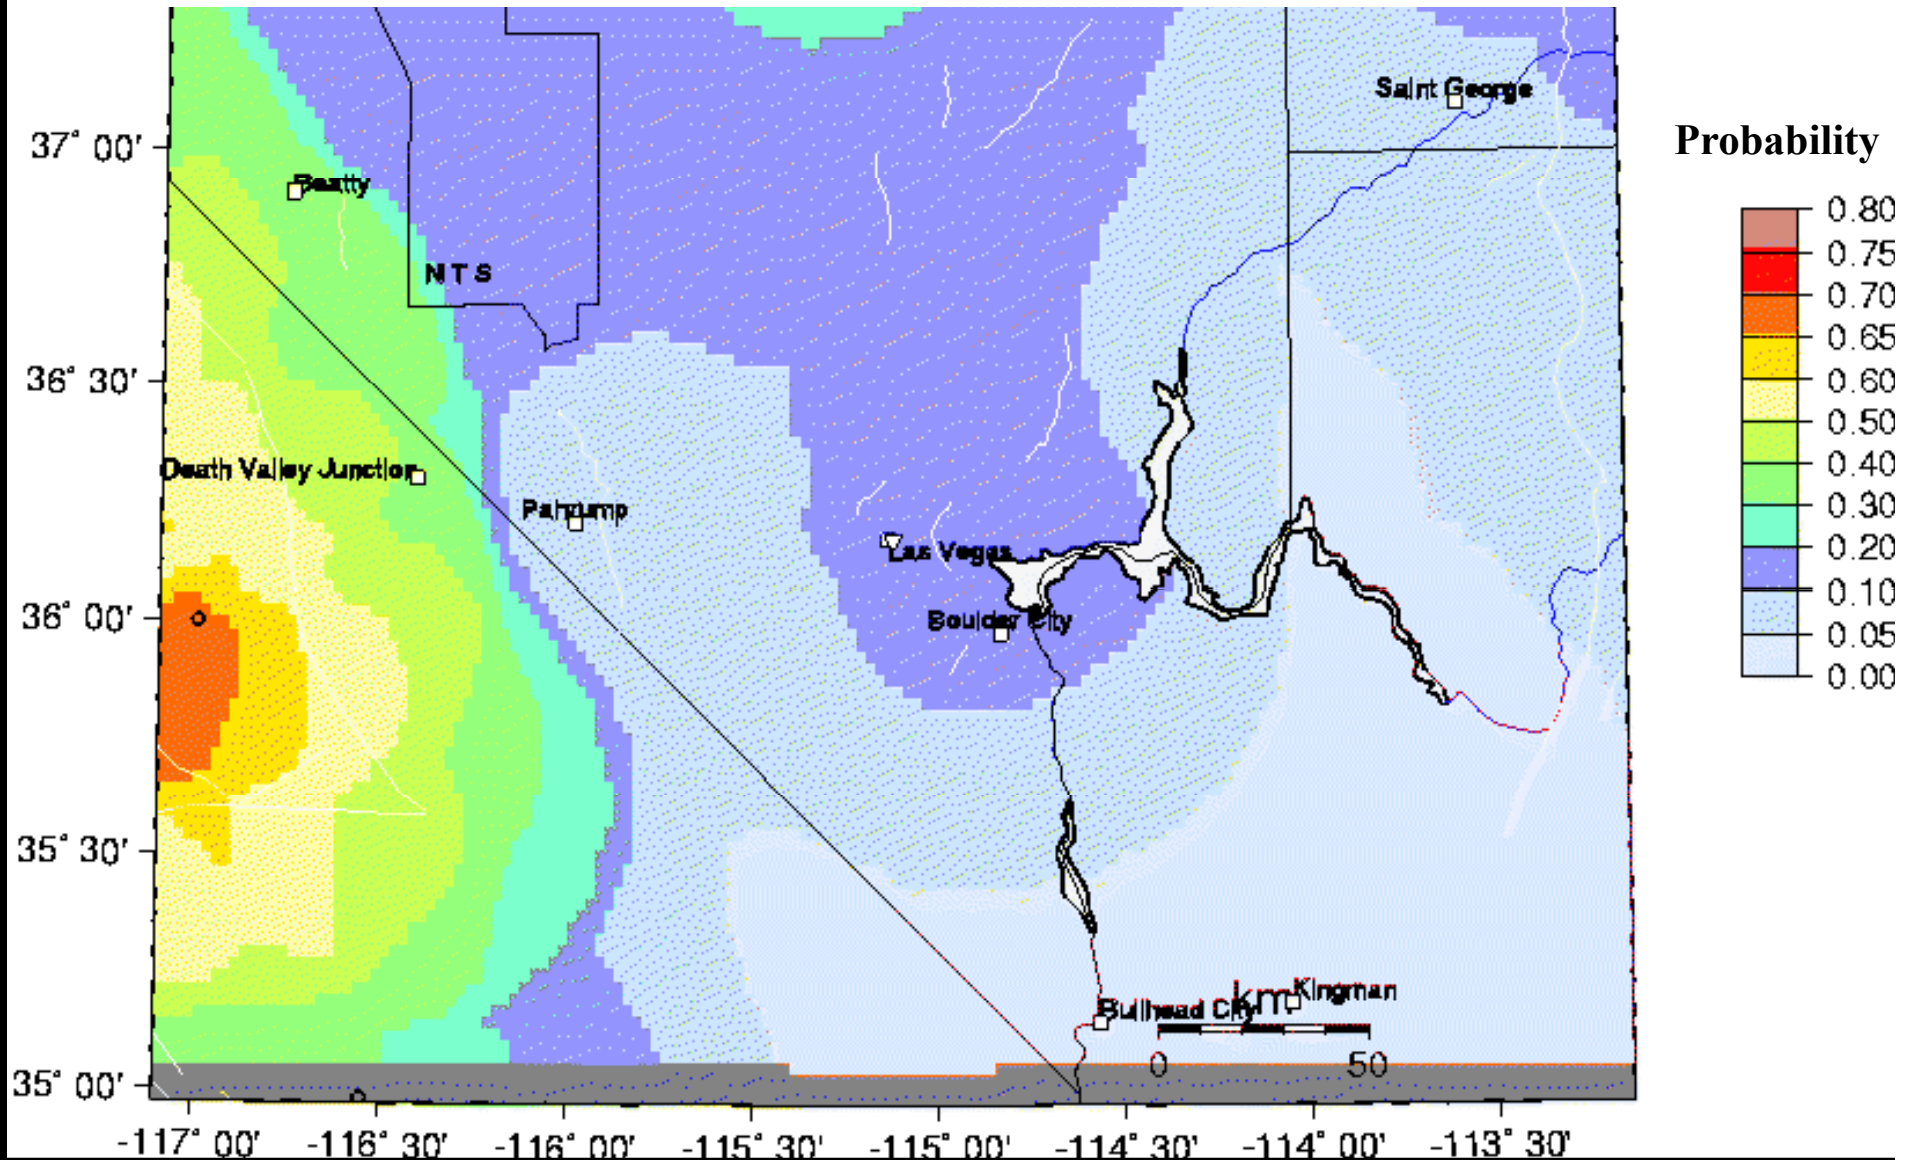 Saint George
37° 00'
Probability
Beatty
0.80
0.75
NTS
0.70
0.65
36° 30'
0.60
0.50
Death Valley Junction
0.40
Pahrump
0.30
Las Vegas
0.20
36° 00'
Boulder City
0.10
0.05
0.00
35° 30'
km
Kingman
Bullhead City
0
50
35° 00'
-117° 00'
-116° 30'
-116° 00'
-115° 30'
-115° 00'
-114° 30'
-114° 00'
-113° 30'